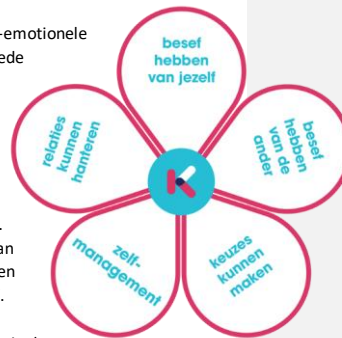 -emotionele
ede
besef
hebben
van jezelf
besef
hebben
van de
ander
keuzes
kunnen
maken
zelf-
management
relaties
kunnen
hanteren
K
.
an
en
.